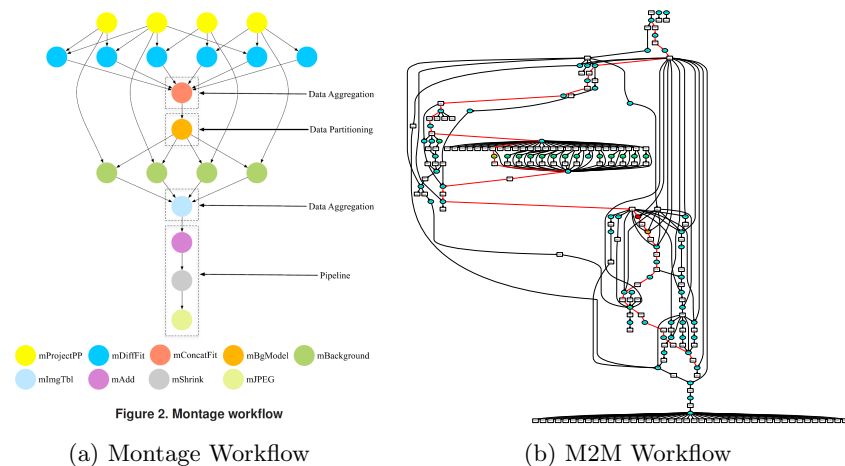 Data Aggregation
Data Partitioning
Data Aggregation
Pipeline
mProjectPP mDiffFit mConcatFit mBgModel mBackground
mImgTbl mAdd mShrink mJPEG
Figure 2. Montage workflow
(a) Montage Workflow
(b) M2M Workflow